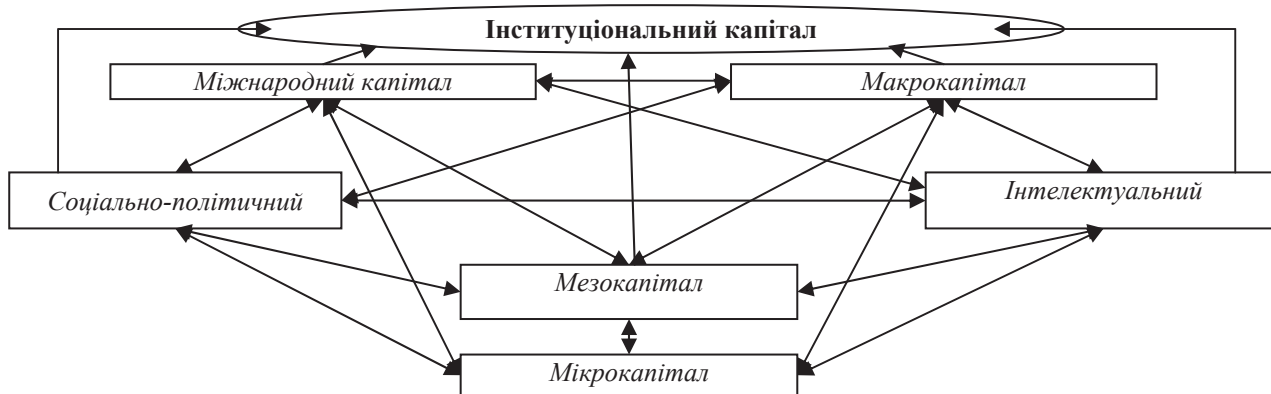 Інституціональний капітал
Міжнародний капітал
Макрокапітал
Соціально-політичний
Інтелектуальний
Мезокапітал
Мікрокапітал